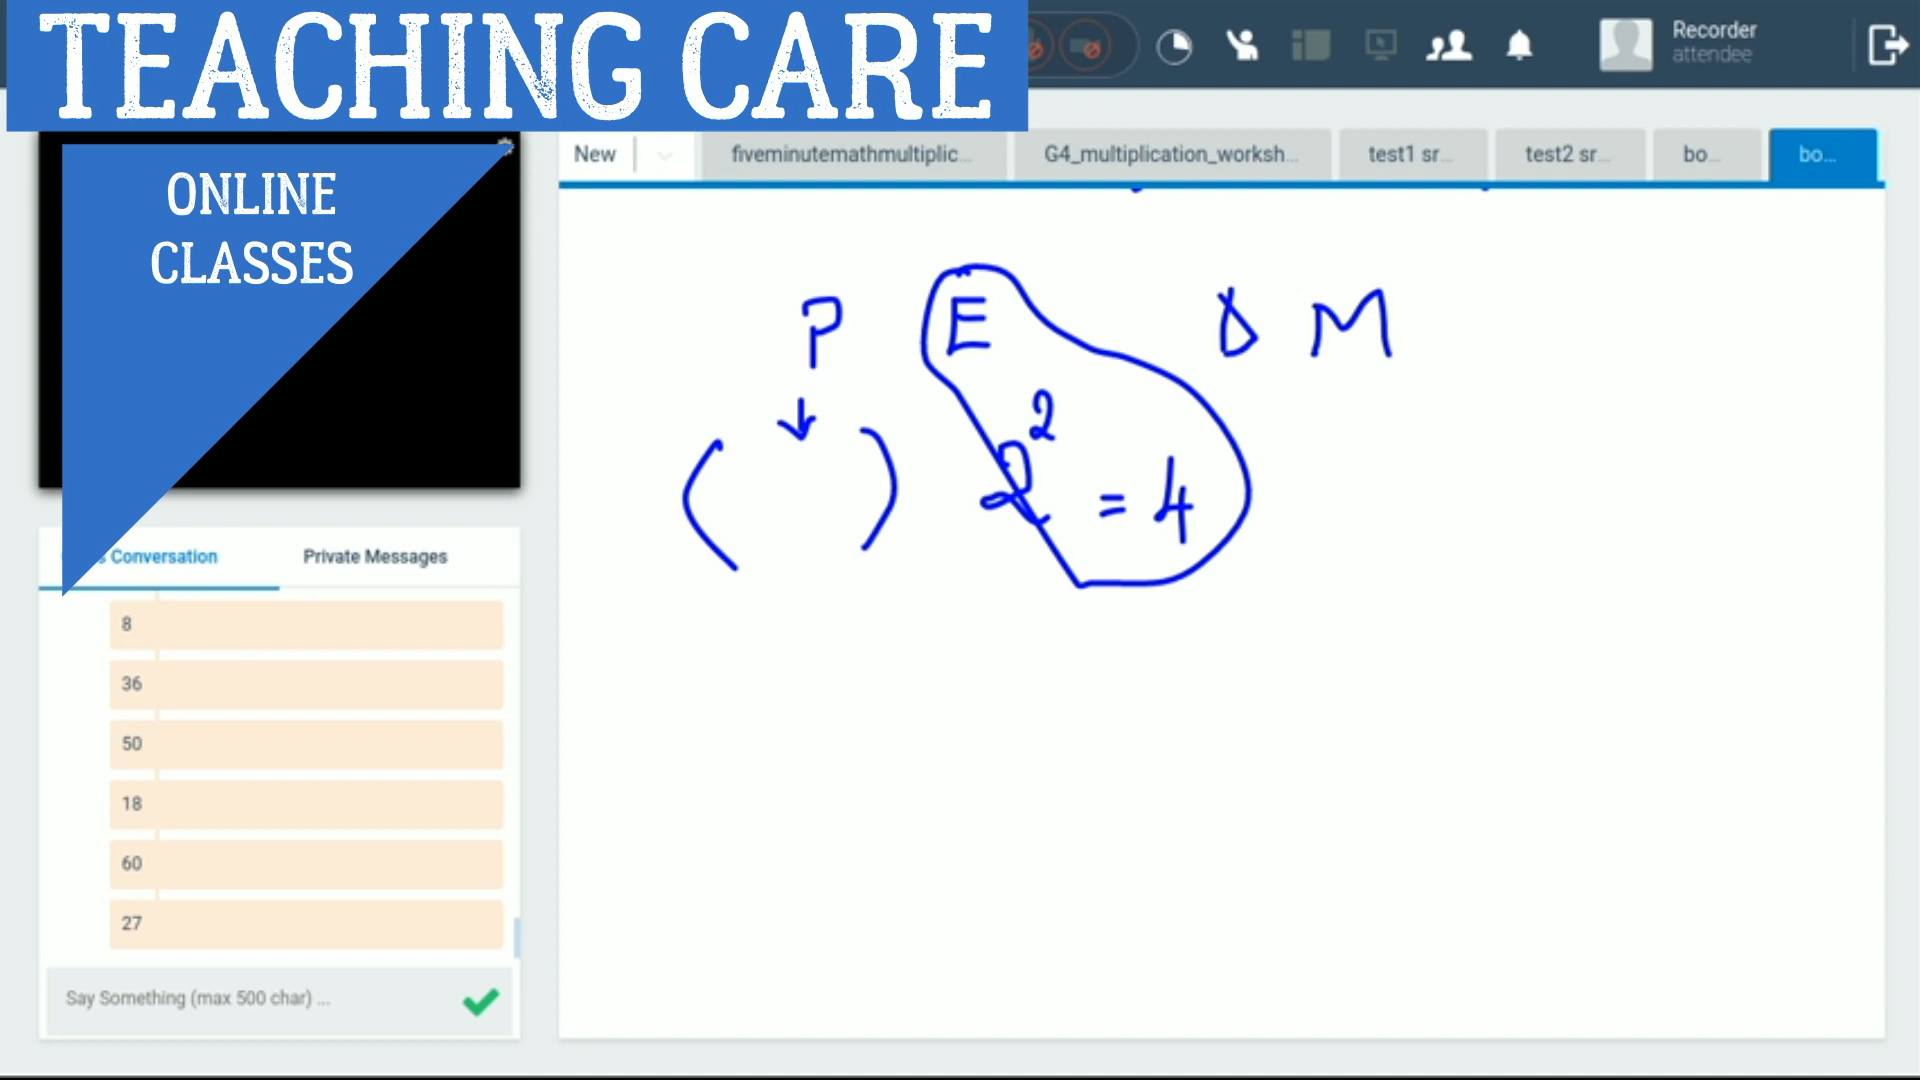 TEACHING CARE
ONLINE
CLASSES
Recorder
attendee
New
fiveminutemathmultiplic...
G4_multiplication_worksh...
test1 sr...
test2 sr...
bo...
bo...
Conversation
Private Messages
8
36
50
18
60
27
Say Something (max 500 char) ...
P E D M
( ) 2² = 4